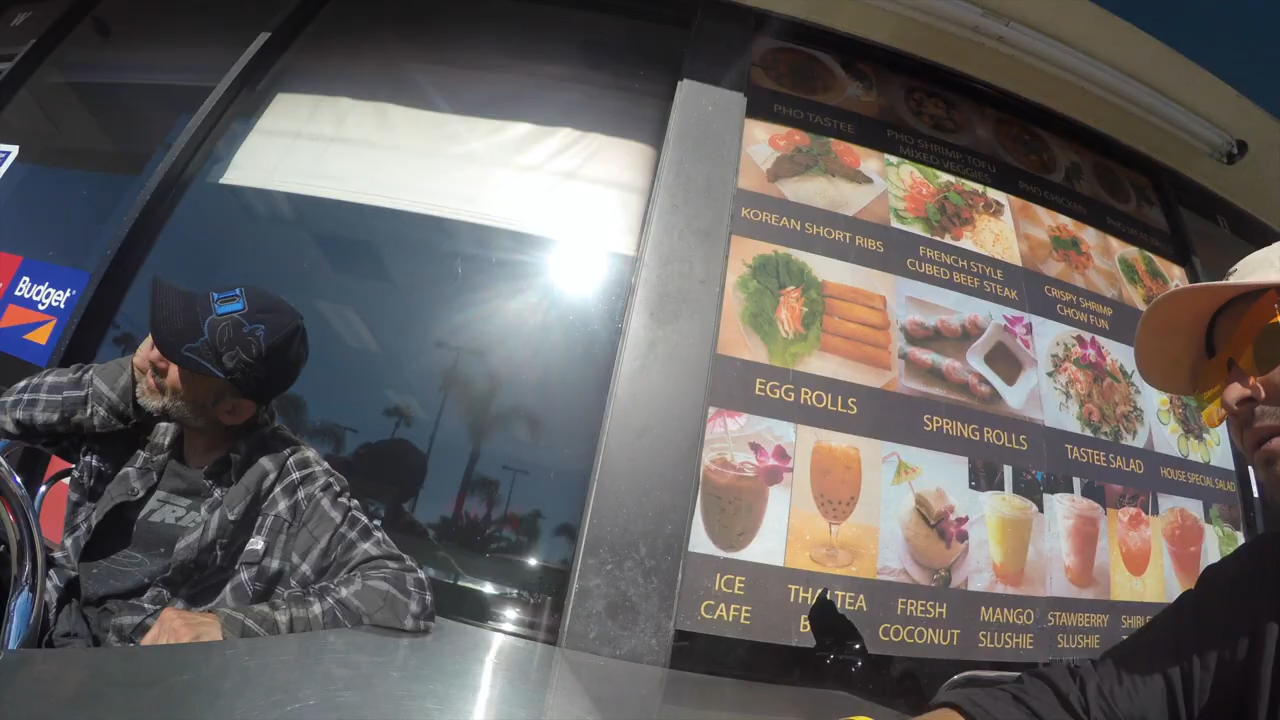 W
Budget
PHO TASTEE
PHO SHRIMP, TOFU
MIXED VEGGIES
PHO CHICKEN
KOREAN SHORT RIBS
FRENCH STYLE
CUBED BEEF STEAK
CRISPY SHRIMP
CHOW FUN
EGG ROLLS
SPRING ROLLS
TASTEE SALAD
HOUSE SPECIAL SALAD
ICE
CAFE
THAI TEA
FRESH
COCONUT
MANGO
SLUSHIE
STAWBERRY
SLUSHIE